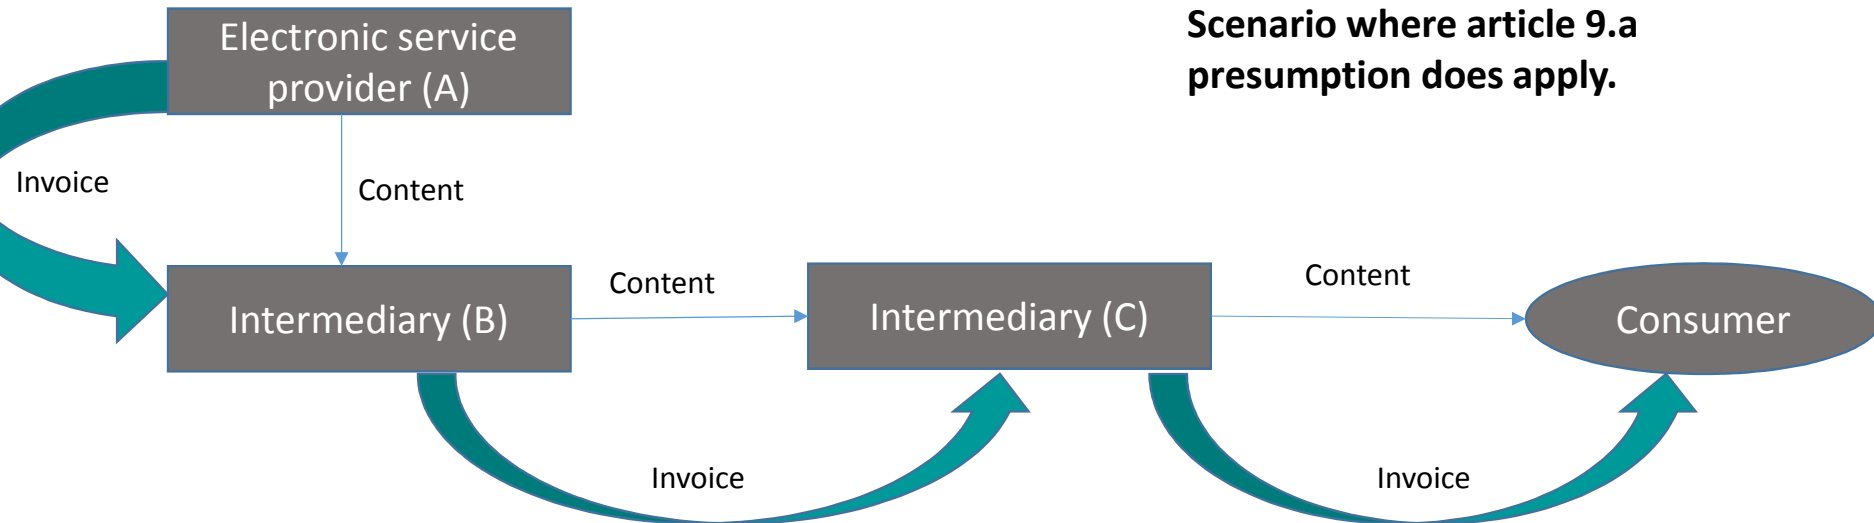 Scenario where article 9.a
presumption does apply.
Electronic service
provider (A)
Invoice
Content
Intermediary (B)
Content
Intermediary (C)
Content
Consumer
Invoice
Invoice